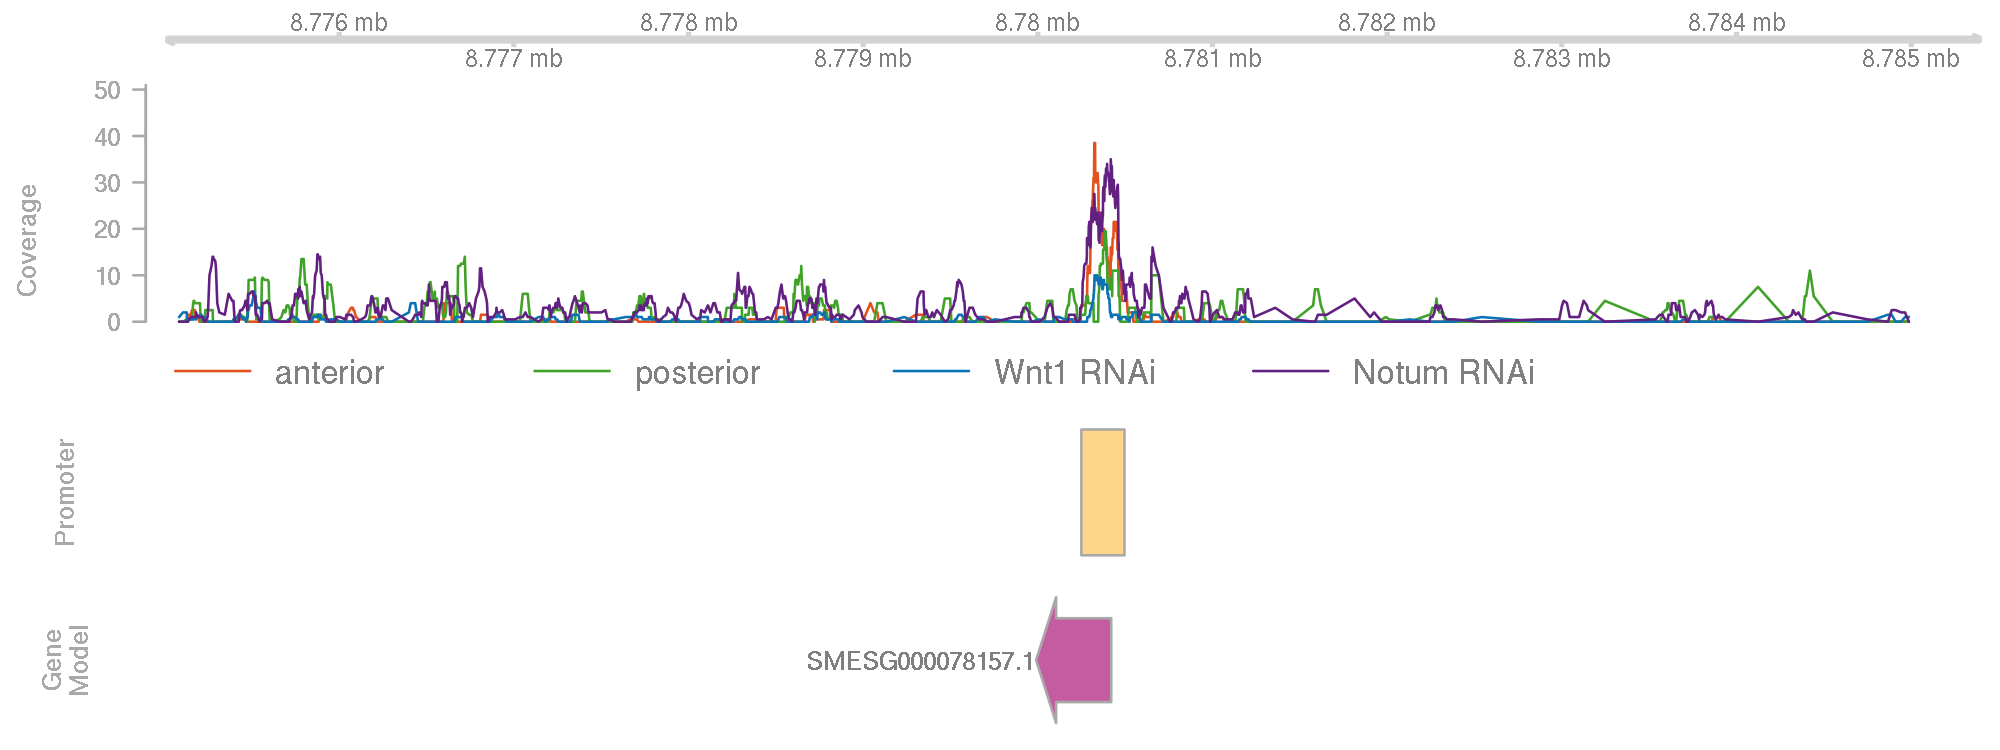 8.776 mb 8.778 mb 8.78 mb 8.782 mb 8.784 mb
8.777 mb 8.779 mb 8.781 mb 8.783 mb 8.785 mb
50
40
30
20
10
0
Coverage
anterior posterior Wnt1 RNAi Notum RNAi
Promoter
Gene
Model
SMESG000078157.1